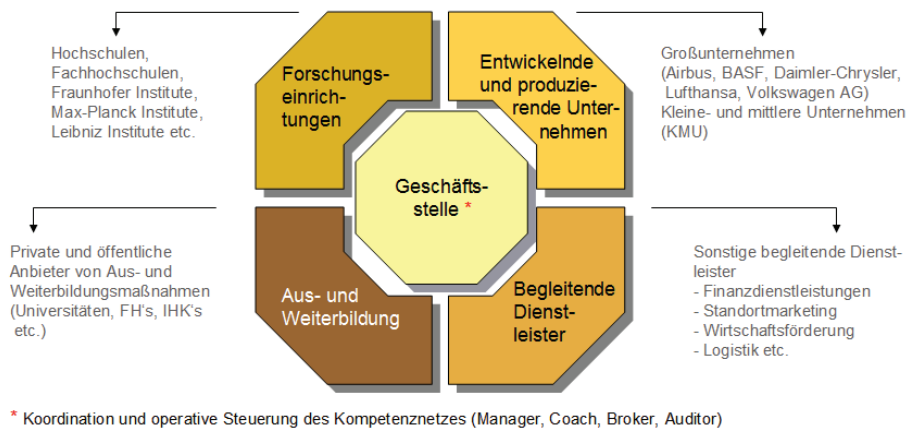 Hochschulen,
Fachhochschulen,
Fraunhofer Institute,
Max-Planck Institute,
Leibniz Institute etc.
Forschungs-
einrich-
tungen
Entwickelnde
und produzie-
rende Unter-
nehmen
Großunternehmen
(Airbus, BASF, Daimler-Chrysler,
Lufthansa, Volkswagen AG)
Kleine- und mittlere Unternehmen
(KMU)
Geschäfts-
stelle *
Private und öffentliche
Anbieter von Aus- und
Weiterbildungsmaßnahmen
(Universitäten, FH's, IHK's
etc.)
Aus- und
Weiterbildung
Begleitende
Dienst-
leister
Sonstige begleitende Dienst-
leister
- Finanzdienstleistungen
- Standortmarketing
- Wirtschaftsförderung
- Logistik etc.
* Koordination und operative Steuerung des Kompetenznetzes (Manager, Coach, Broker, Auditor)